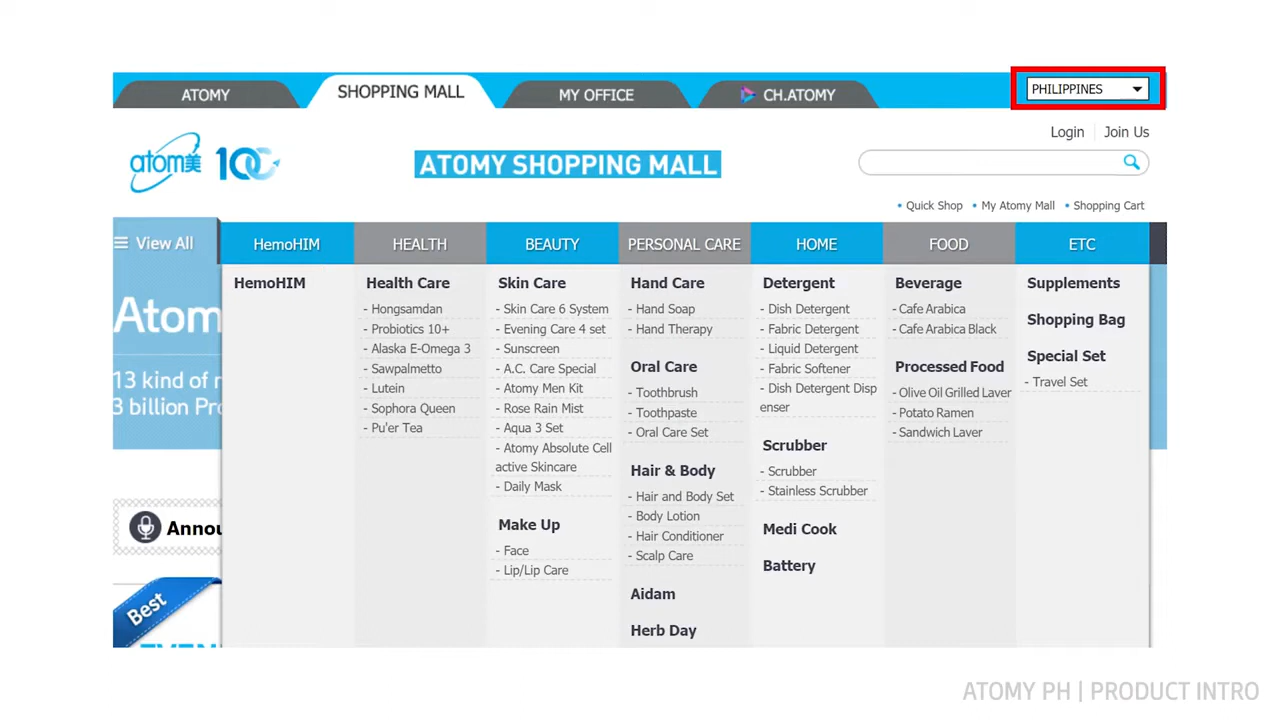 ATOMY
SHOPPING MALL
MY OFFICE
CH.ATOMY
PHILIPPINES
Login
Join Us
atom美 100
ATOMY SHOPPING MALL
• Quick Shop • My Atomy Mall • Shopping Cart
View All
HemoHIM
HEALTH
BEAUTY
PERSONAL CARE
HOME
FOOD
ETC
HemoHIM
Health Care
- Hongsamdan
- Probiotics 10+
- Alaska E-Omega 3
- Sawpalmetto
- Lutein
- Sophora Queen
- Pu'er Tea
Skin Care
- Skin Care 6 System
- Evening Care 4 set
- Sunscreen
- A.C. Care Special
- Atomy Men Kit
- Rose Rain Mist
- Aqua 3 Set
- Atomy Absolute Cell
active Skincare
- Daily Mask
Make Up
- Face
- Lip/Lip Care
Hand Care
- Hand Soap
- Hand Therapy
Oral Care
- Toothbrush
- Toothpaste
- Oral Care Set
Hair & Body
- Hair and Body Set
- Body Lotion
- Hair Conditioner
- Scalp Care
Aidam
Herb Day
Detergent
- Dish Detergent
- Fabric Detergent
- Liquid Detergent
- Fabric Softener
- Dish Detergent Disp
enser
Scrubber
- Scrubber
- Stainless Scrubber
Medi Cook
Battery
Beverage
- Cafe Arabica
- Cafe Arabica Black
Processed Food
- Olive Oil Grilled Laver
- Potato Ramen
- Sandwich Laver
Supplements
Shopping Bag
Special Set
- Travel Set
Atom
13 kind of
3 billion Pr
Annou
Best
ATOMY PH | PRODUCT INTRO